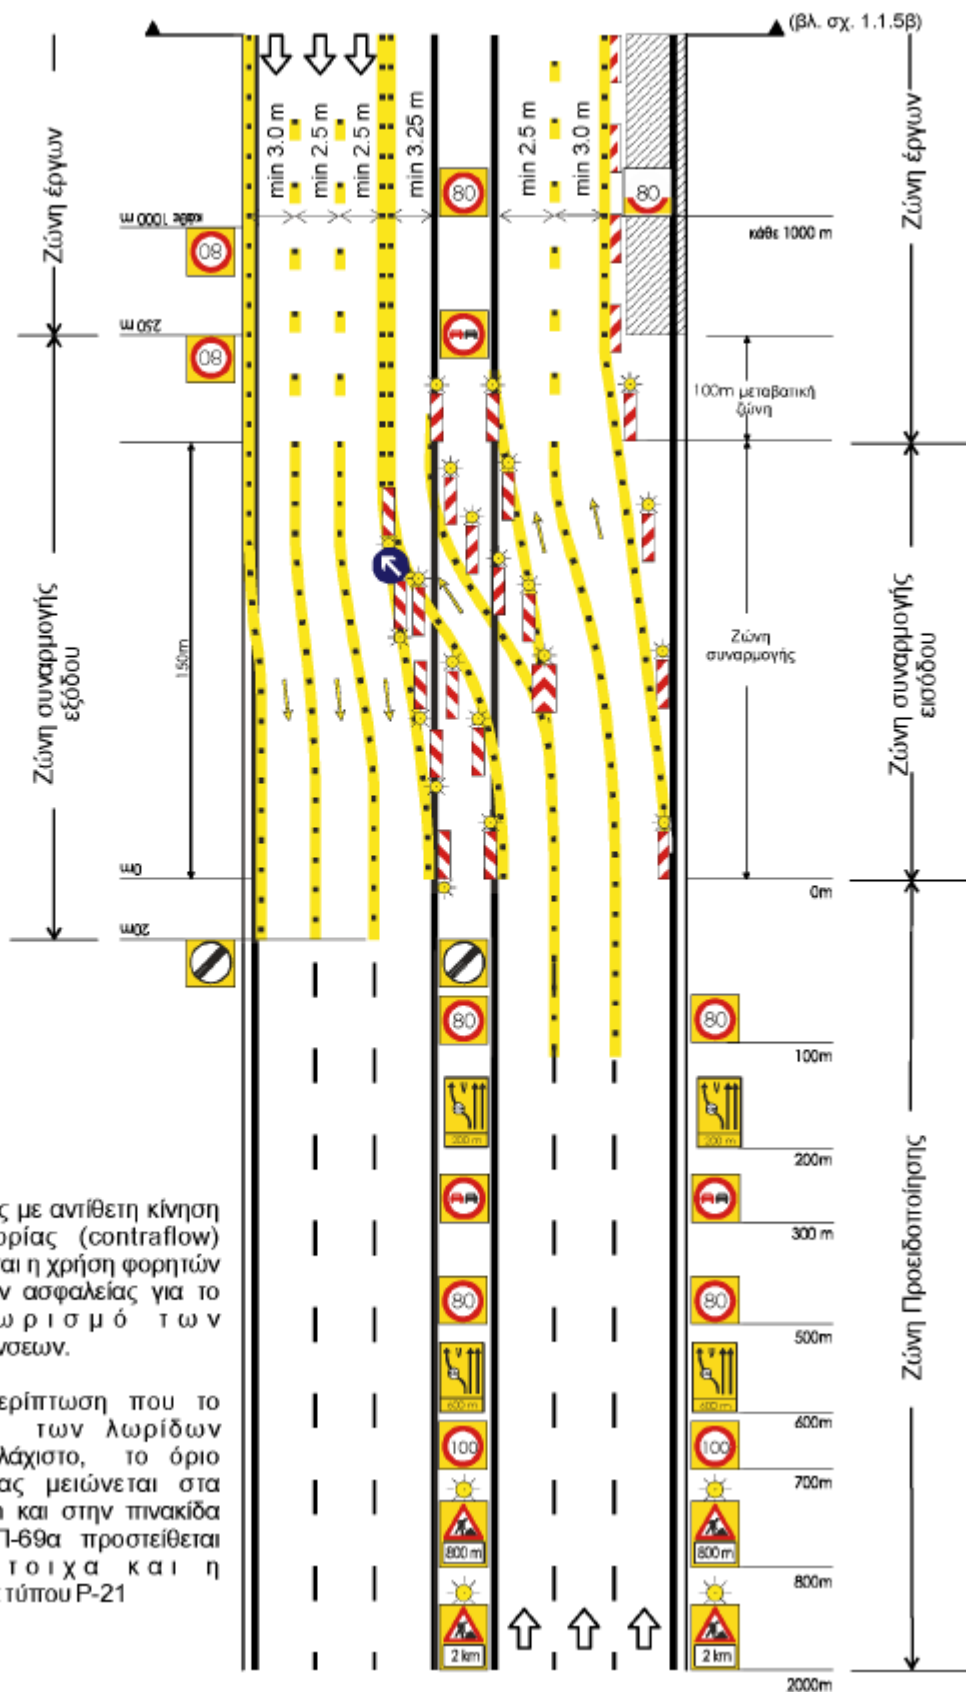 (βλ. σχ. 1.1.5β)
Ζώνη έργων
min 3.0 m
min 2.5 m
min 2.5 m
min 3.25 m
min 2.5 m
min 3.0 m
Ζώνη έργων
80
80
κάθε 1000 m
κάθε 1000 m
80
250 m
80
100m μεταβατική
ζώνη
Ζώνη συναρμογής
εξόδου
150m
Ζώνη
συναρμογής
Ζώνη συναρμογής
εισόδου
0m
0m
20m
80
80
100m
200 m
200 m
200m
300 m
Ζώνη Προειδοποίησης
80
80
500m
600 m
600 m
600m
100
100
700m
800 m
800 m
800m
2 km
2 km
2000m
ς με αντίθετη κίνηση
ορίας (contraflow)
αι η χρήση φορητών
ν ασφαλείας για το
ωρισμό των
νσεων.
ερίπτωση που το
των λωρίδων
λάχιστο, το όριο
ας μειώνεται στα
και στην πινακίδα
Π-69α προστείθεται
τοιχα και η
τύπου Ρ-21